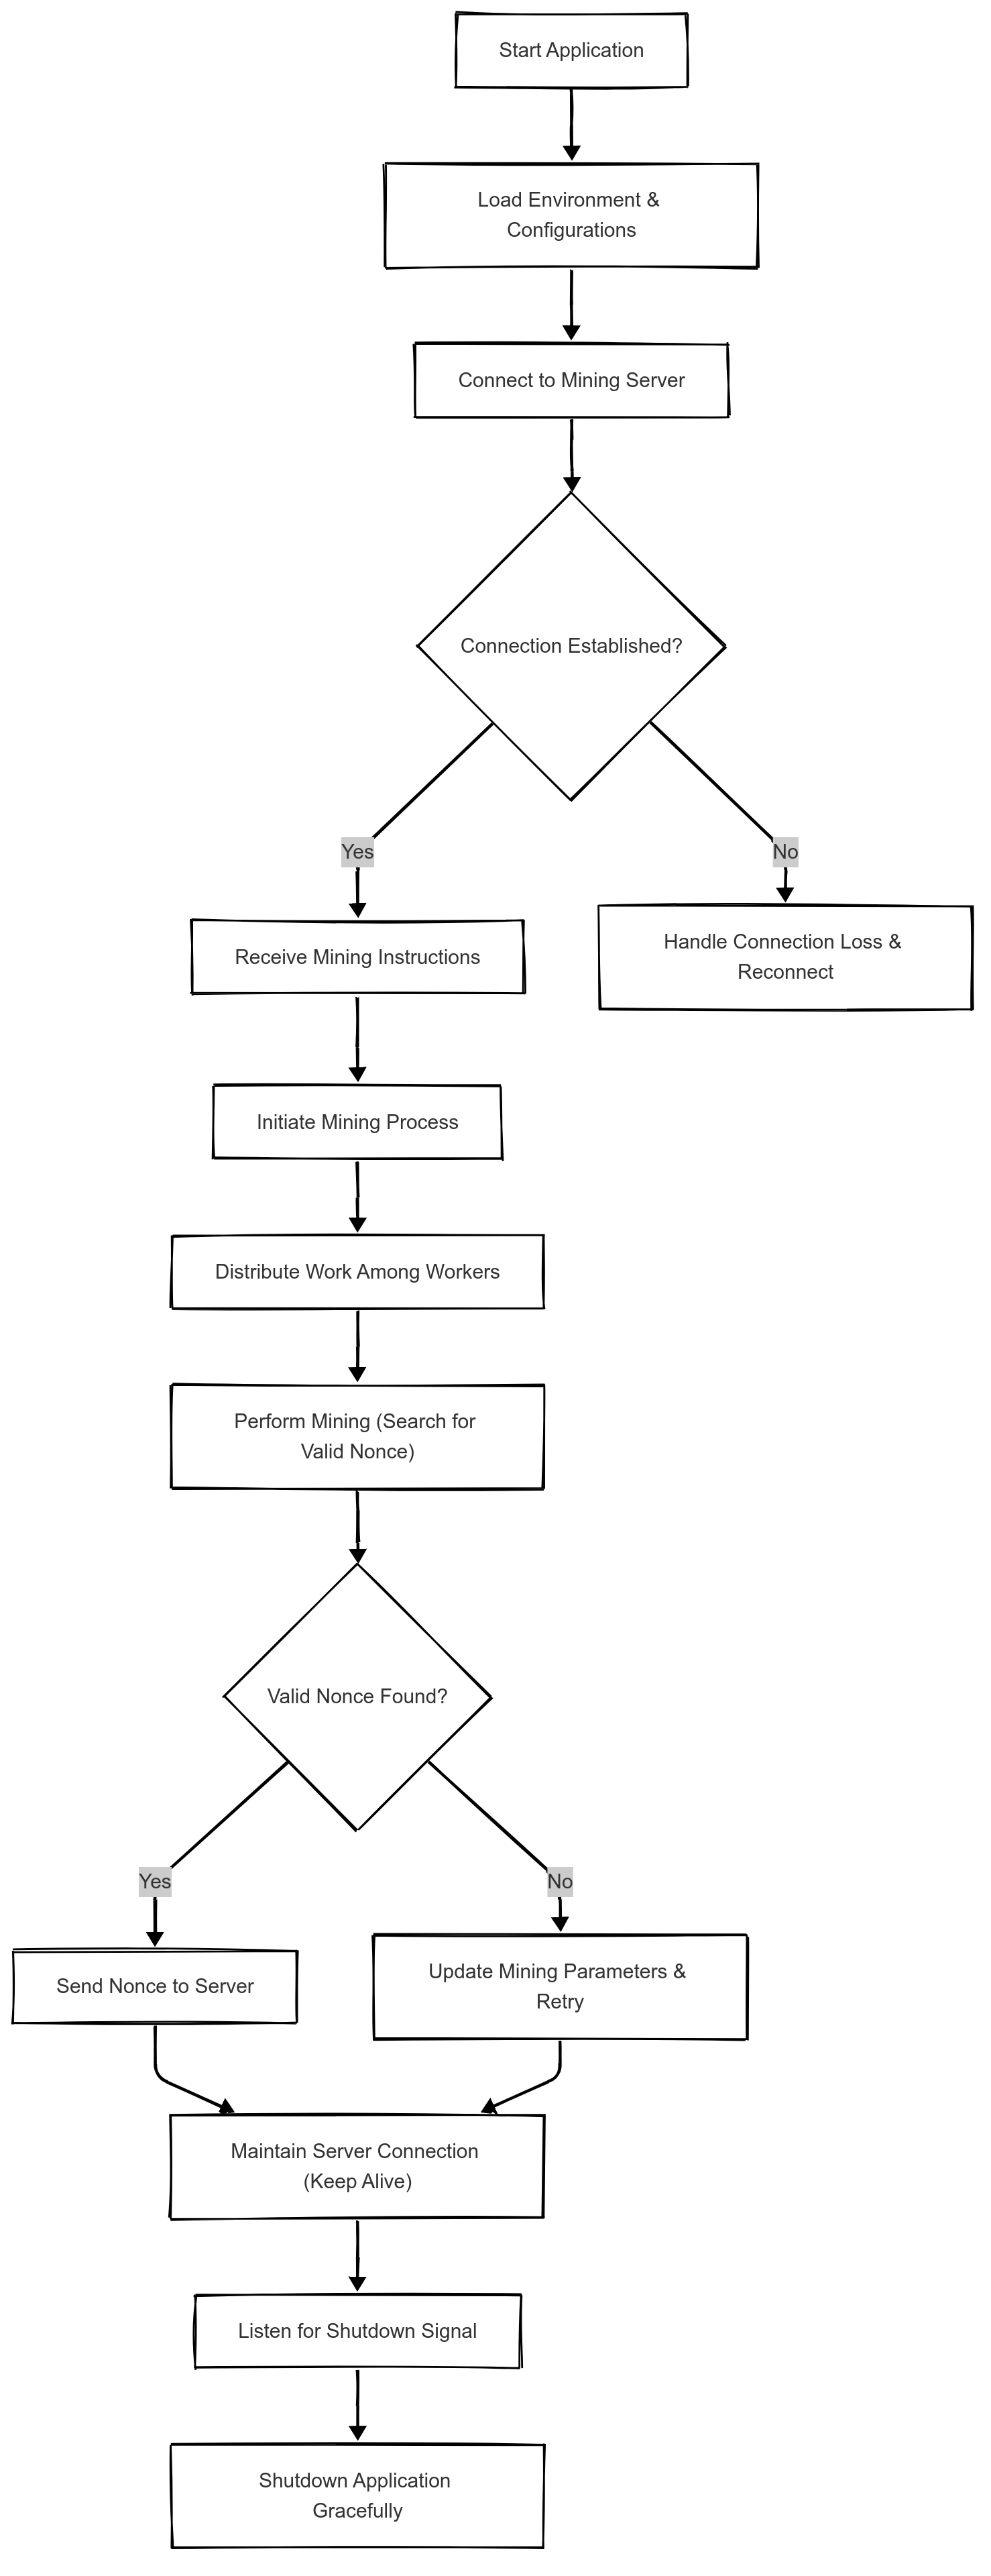 Start Application
Load Environment &
Configurations
Connect to Mining Server
Connection Established?
Yes
No
Receive Mining Instructions
Handle Connection Loss &
Reconnect
Initiate Mining Process
Distribute Work Among Workers
Perform Mining (Search for
Valid Nonce)
Valid Nonce Found?
Yes
No
Send Nonce to Server
Update Mining Parameters &
Retry
Maintain Server Connection
(Keep Alive)
Listen for Shutdown Signal
Shutdown Application
Gracefully